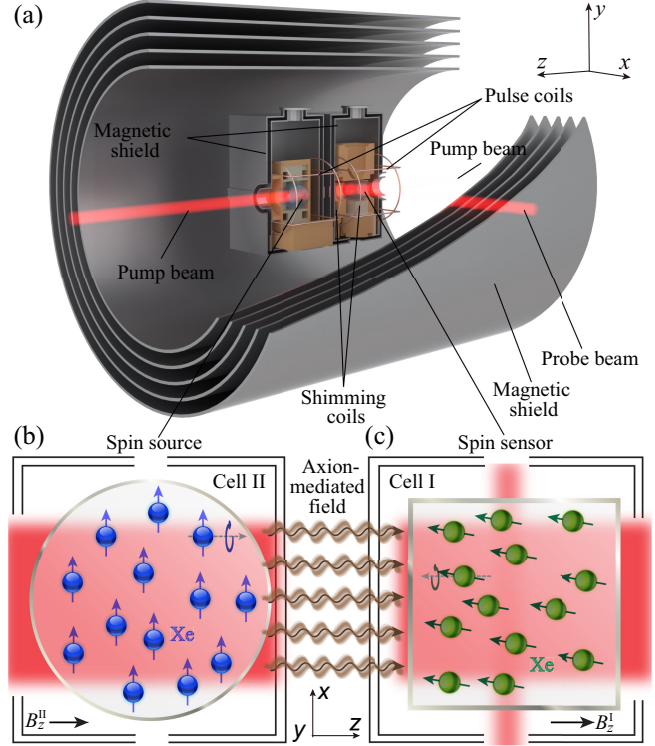 (a)
y
z
x
Pulse coils
Magnetic
shield
Pump beam
Pump beam
Probe beam
Magnetic
shield
Shimming
coils
(b)
Spin source
(c)
Spin sensor
Cell II
Axion-
mediated
field
Cell I
Xe
Xe
B_z^II
x
y
z
B_z^I